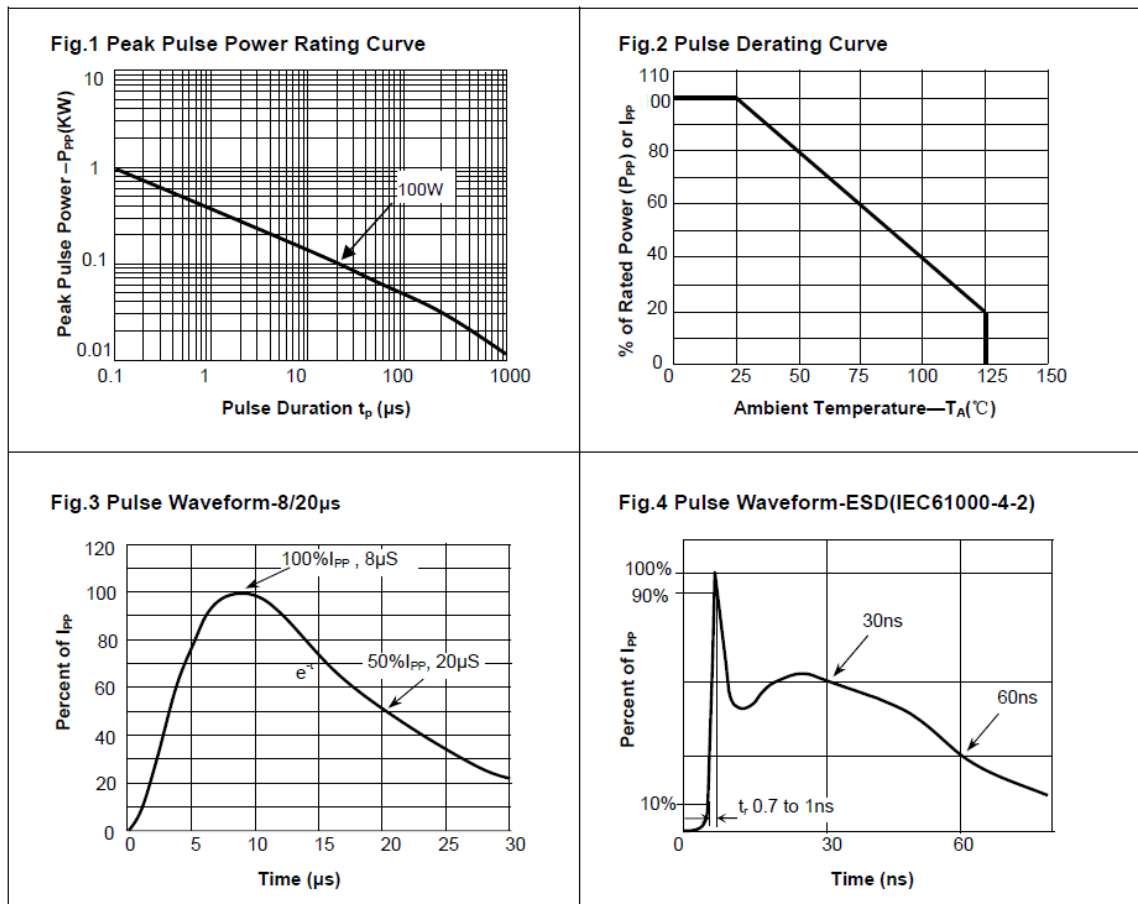 Fig.1 Peak Pulse Power Rating Curve
Peak Pulse Power –PPP(KW)
10
1
0.1
0.01
100W
0.1 1 10 100 1000
Pulse Duration tp (µs)
Fig.2 Pulse Derating Curve
% of Rated Power (PPP) or IPP
110
00
80
60
40
20
0
0 25 50 75 100 125 150
Ambient Temperature—TA(℃)
Fig.3 Pulse Waveform-8/20µs
Percent of IPP
120
100
80
60
40
20
0
100%IPP , 8µS
e-t
50%IPP, 20µS
0 5 10 15 20 25 30
Time (µs)
Fig.4 Pulse Waveform-ESD(IEC61000-4-2)
Percent of IPP
100%
90%
10%
30ns
60ns
tr 0.7 to 1ns
0 30 60
Time (ns)